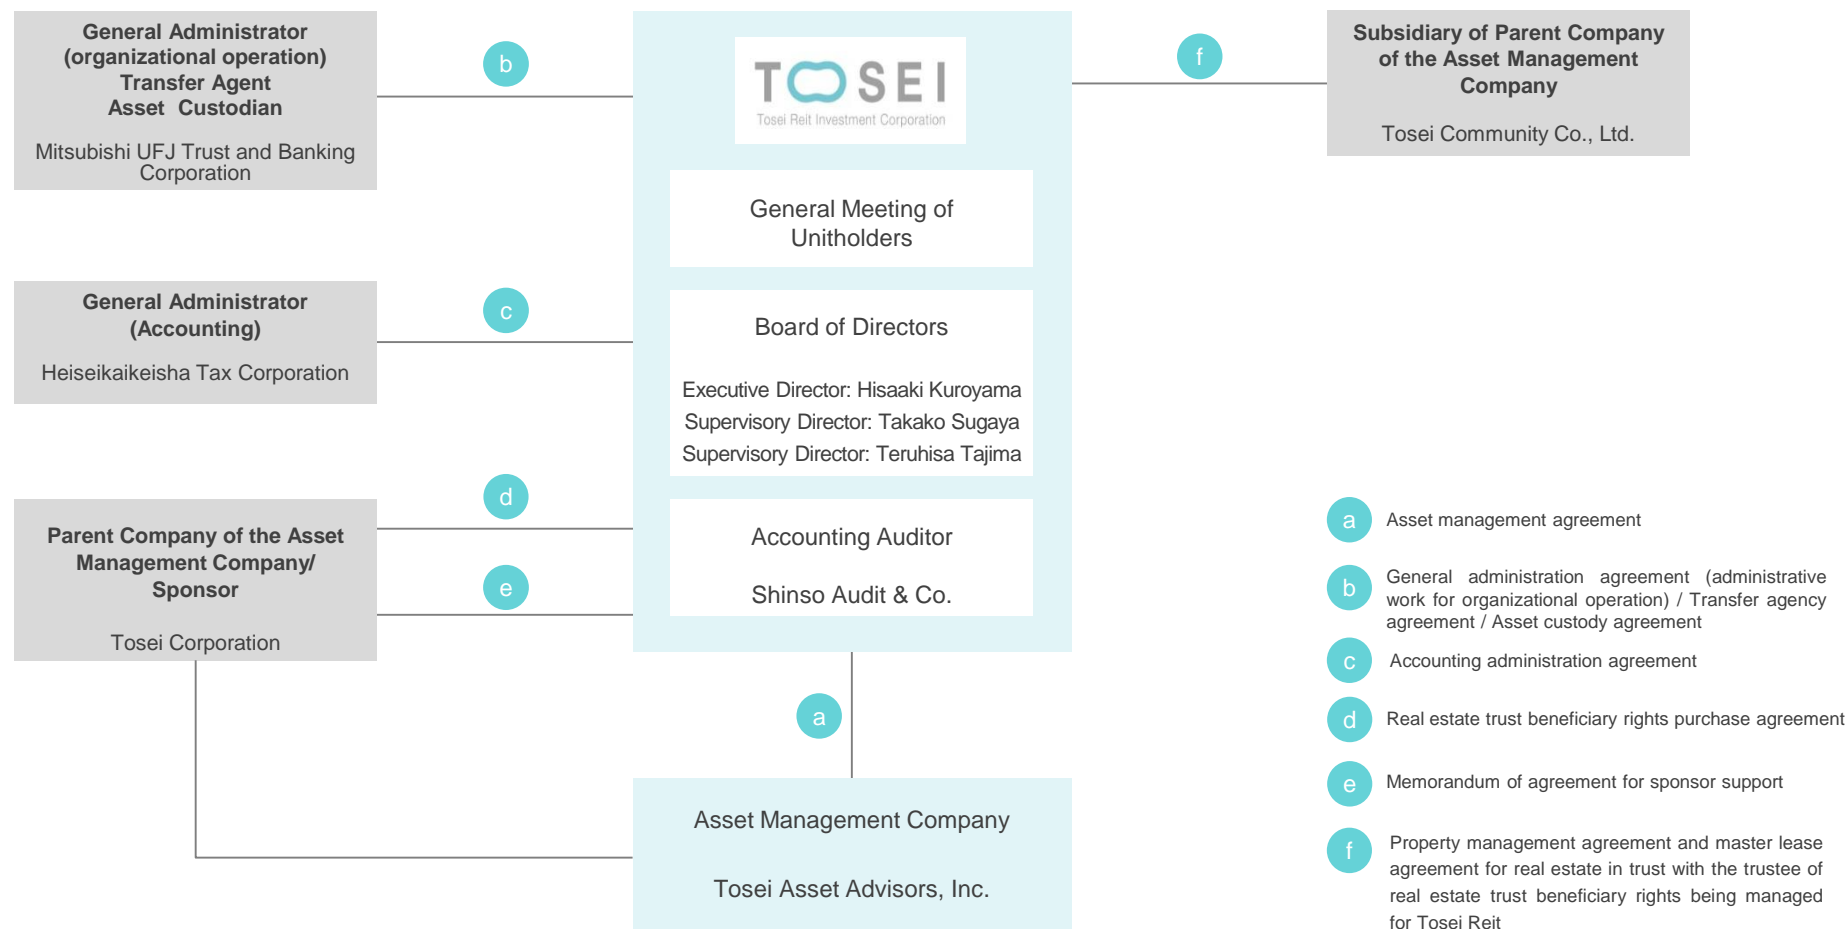 General Administrator
(organizational operation)
Transfer Agent
Asset Custodian
Mitsubishi UFJ Trust and Banking
Corporation
b
TOSEI
Tosei Reit Investment Corporation
f
Subsidiary of Parent Company
of the Asset Management
Company
Tosei Community Co., Ltd.
General Meeting of
Unitholders
General Administrator
(Accounting)
Heiseikaikeisha Tax Corporation
c
Board of Directors
Executive Director: Hisaaki Kuroyama
Supervisory Director: Takako Sugaya
Supervisory Director: Teruhisa Tajima
Parent Company of the Asset
Management Company/
Sponsor
Tosei Corporation
d
e
Accounting Auditor
Shinso Audit & Co.
a
Asset Management Company
Tosei Asset Advisors, Inc.
a Asset management agreement
b General administration agreement (administrative
work for organizational operation) / Transfer agency
agreement / Asset custody agreement
c Accounting administration agreement
d Real estate trust beneficiary rights purchase agreement
e Memorandum of agreement for sponsor support
f Property management agreement and master lease
agreement for real estate in trust with the trustee of
real estate trust beneficiary rights being managed
for Tosei Reit